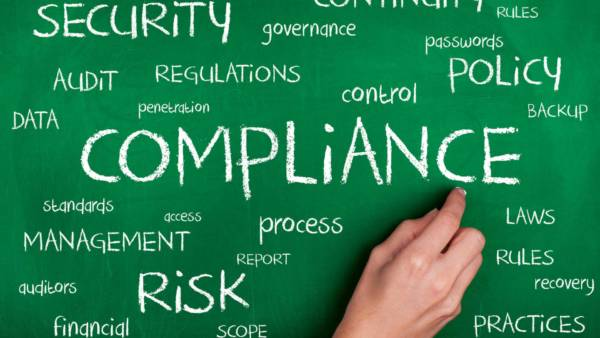 CONTINUITY
SECURITY
RULES
governance
passwords
AUDIT
REGULATIONS
POLICY
control
DATA
penetration
BACKUP
COMPLiANCE
standards
access
process
LAWS
MANAGEMENT
REPORT
RULES
auditors
RiSK
recovery
financial
SCOPE
PRACTiCES